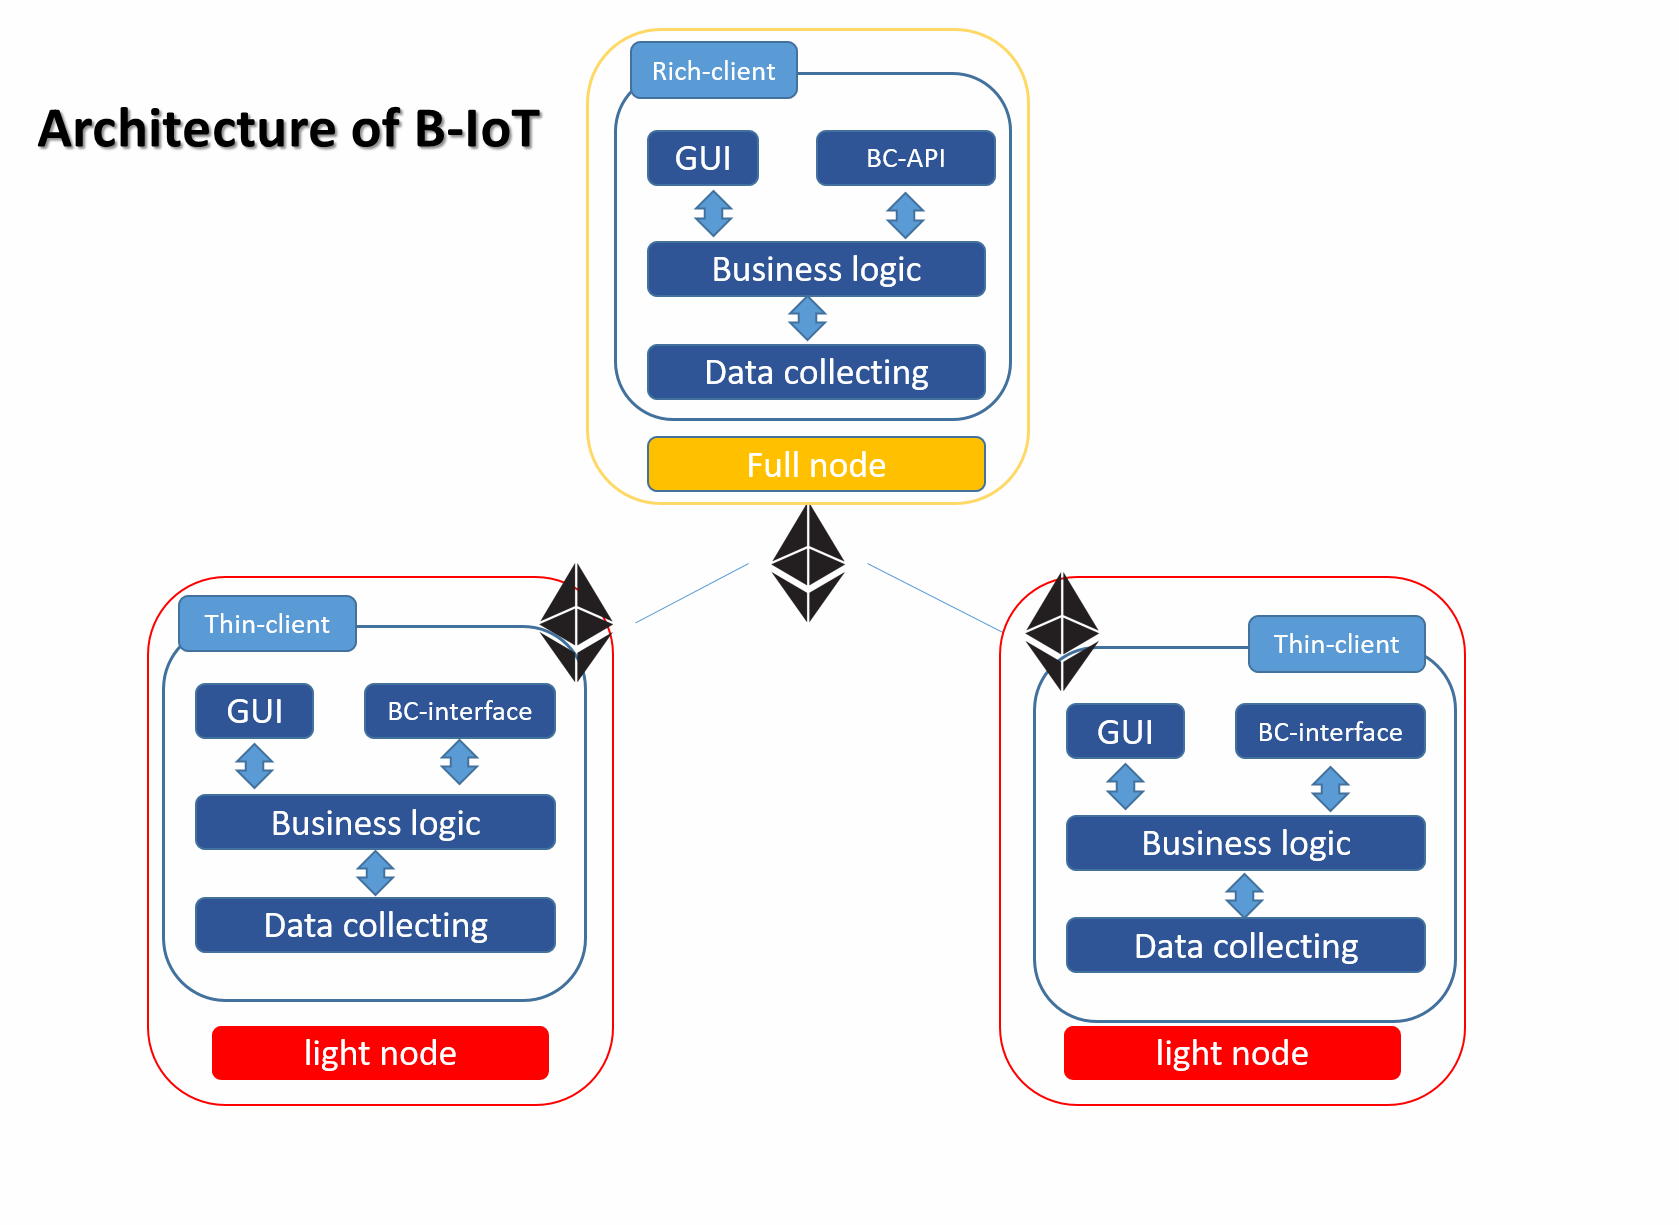 Architecture of B-IoT
Rich-client
GUI
BC-API
Business logic
Data collecting
Full node
Thin-client
GUI
BC-interface
Business logic
Data collecting
light node
Thin-client
GUI
BC-interface
Business logic
Data collecting
light node